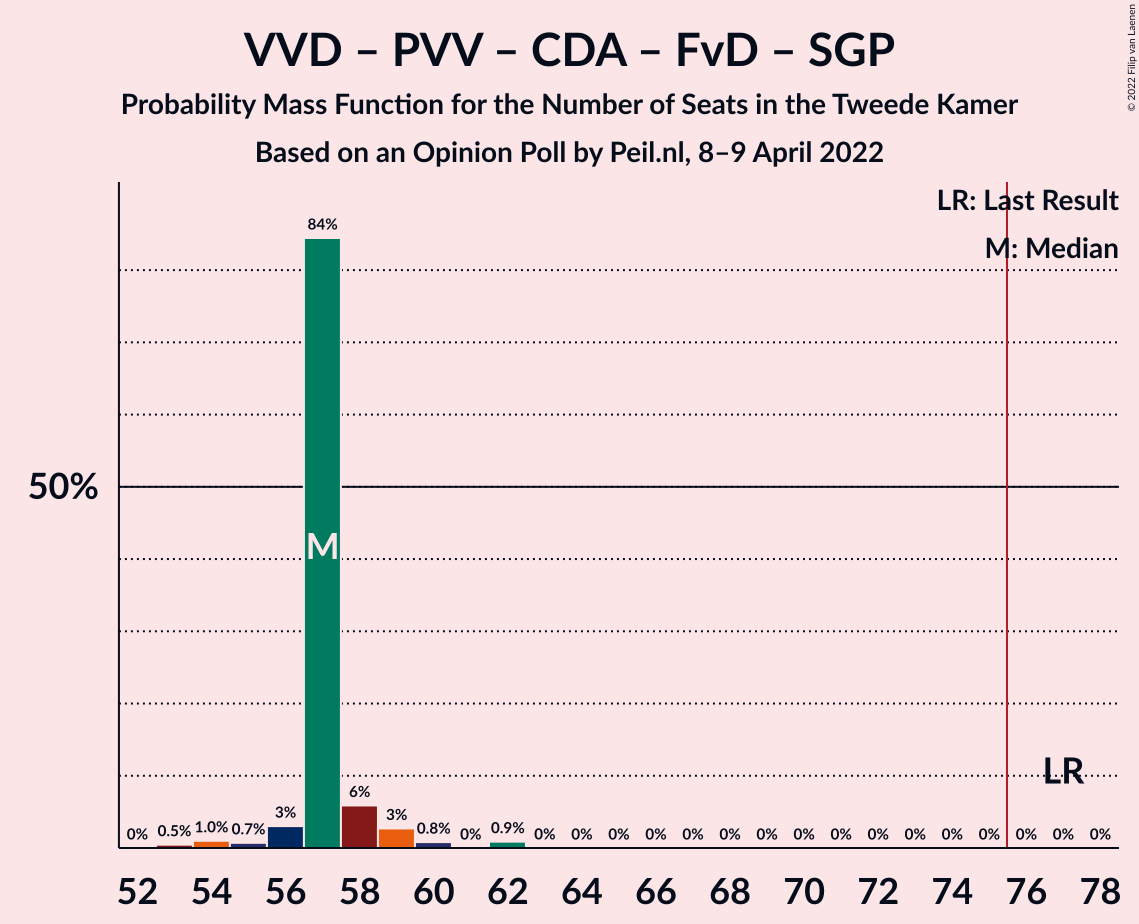 VVD – PVV – CDA – FvD – SGP
Probability Mass Function for the Number of Seats in the Tweede Kamer
Based on an Opinion Poll by Peil.nl, 8–9 April 2022
© 2022 Filip van Laenen
LR: Last Result
M: Median
84%
50%
M
LR
0% 0.5% 1.0% 0.7% 3% 6% 3% 0.8% 0% 0.9% 0% 0% 0% 0% 0% 0% 0% 0% 0% 0% 0% 0% 0% 0% 0% 0%
52 54 56 58 60 62 64 66 68 70 72 74 76 78